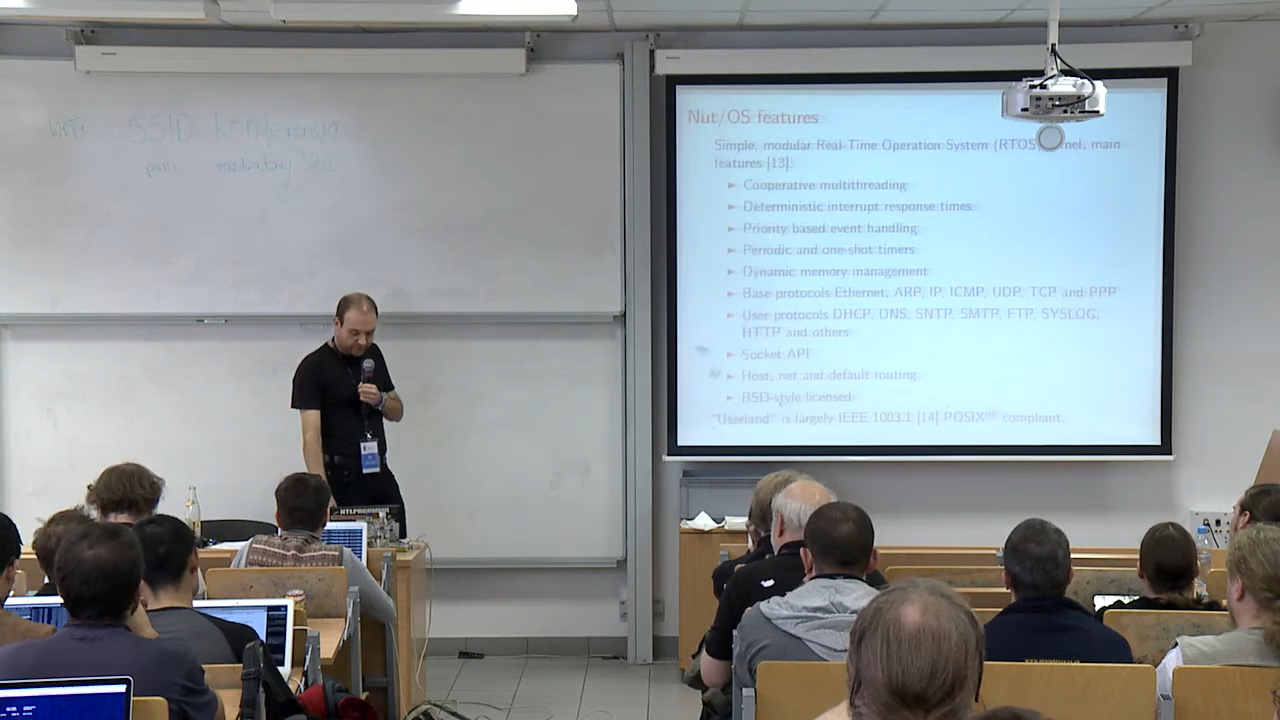 WiFi SSID: konferencja
Nut/OS features
Simple, modular Real-Time Operation System (RTOS) main
features [13]:
► Cooperative multithreading
► Deterministic interrupt response times
► Priority based event handling
► Periodic and one-shot timers
► Dynamic memory management
► Base protocols Ethernet, ARP, IP, ICMP, UDP, TCP and PPP
► User protocols DHCP, DNS, SNTP, SMTP, FTP, SYSLOG,
HTTP and others
► Socket API
► Host, net and default routing
► BSD-style licensed
"Userland" is largely IEEE 1003.1 [14] POSIX compliant.